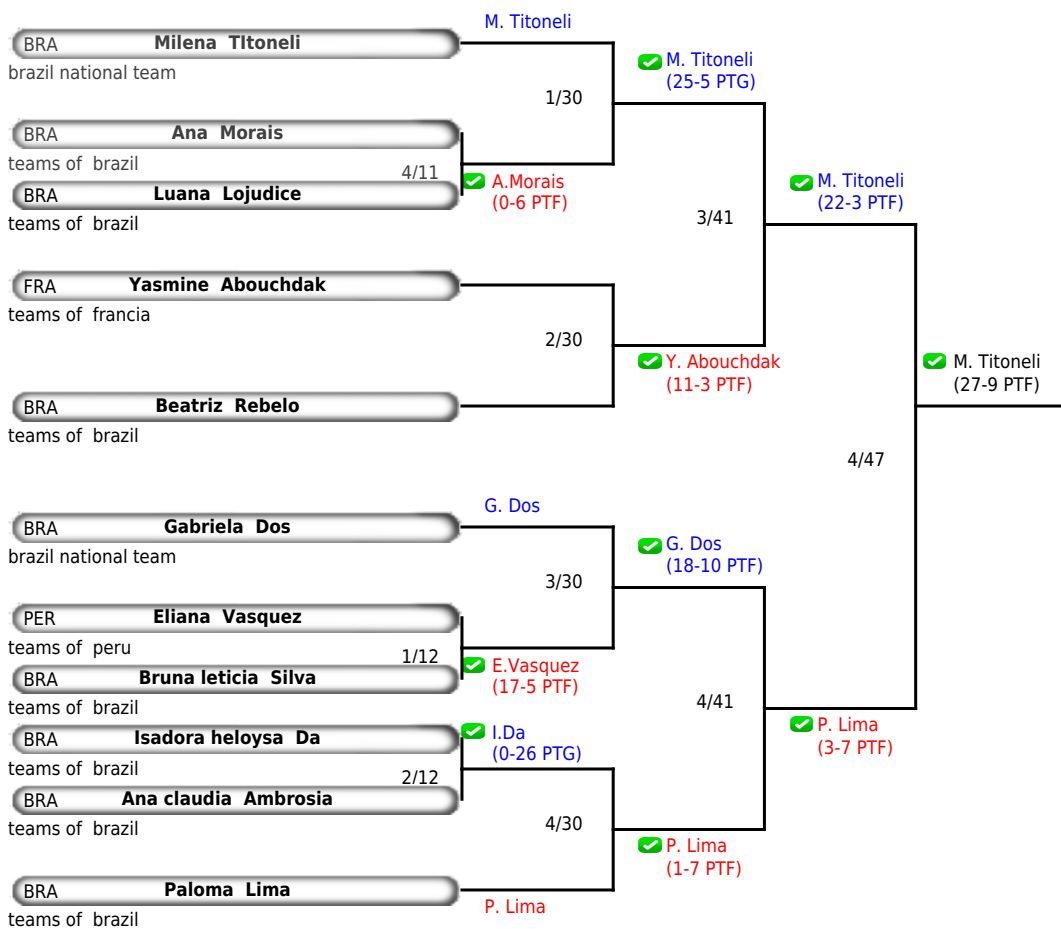 M. Titoneli
BRA Milena TItoneli
brazil national team
M. Titoneli
(25-5 PTG)
1/30
BRA Ana Morais
teams of brazil
4/11
BRA Luana Lojudice
teams of brazil
A.Morais
(0-6 PTF)
M. Titoneli
(22-3 PTF)
3/41
FRA Yasmine Abouchdak
teams of francia
2/30
Y. Abouchdak
(11-3 PTF)
M. Titoneli
(27-9 PTF)
BRA Beatriz Rebelo
teams of brazil
4/47
G. Dos
BRA Gabriela Dos
brazil national team
G. Dos
(18-10 PTF)
3/30
PER Eliana Vasquez
teams of peru
1/12
E.Vasquez
(17-5 PTF)
BRA Bruna leticia Silva
teams of brazil
4/41
P. Lima
(3-7 PTF)
BRA Isadora heloysa Da
teams of brazil
I.Da
(0-26 PTG)
2/12
BRA Ana claudia Ambrosia
teams of brazil
4/30
P. Lima
(1-7 PTF)
BRA Paloma Lima
teams of brazil
P. Lima